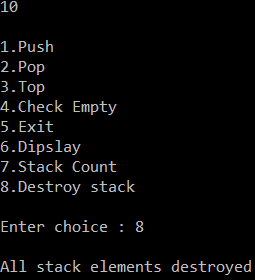 10
1.Push
2.Pop
3.Top
4.Check Empty
5.Exit
6.Dipslay
7.Stack Count
8.Destroy stack
Enter choice : 8
All stack elements destroyed